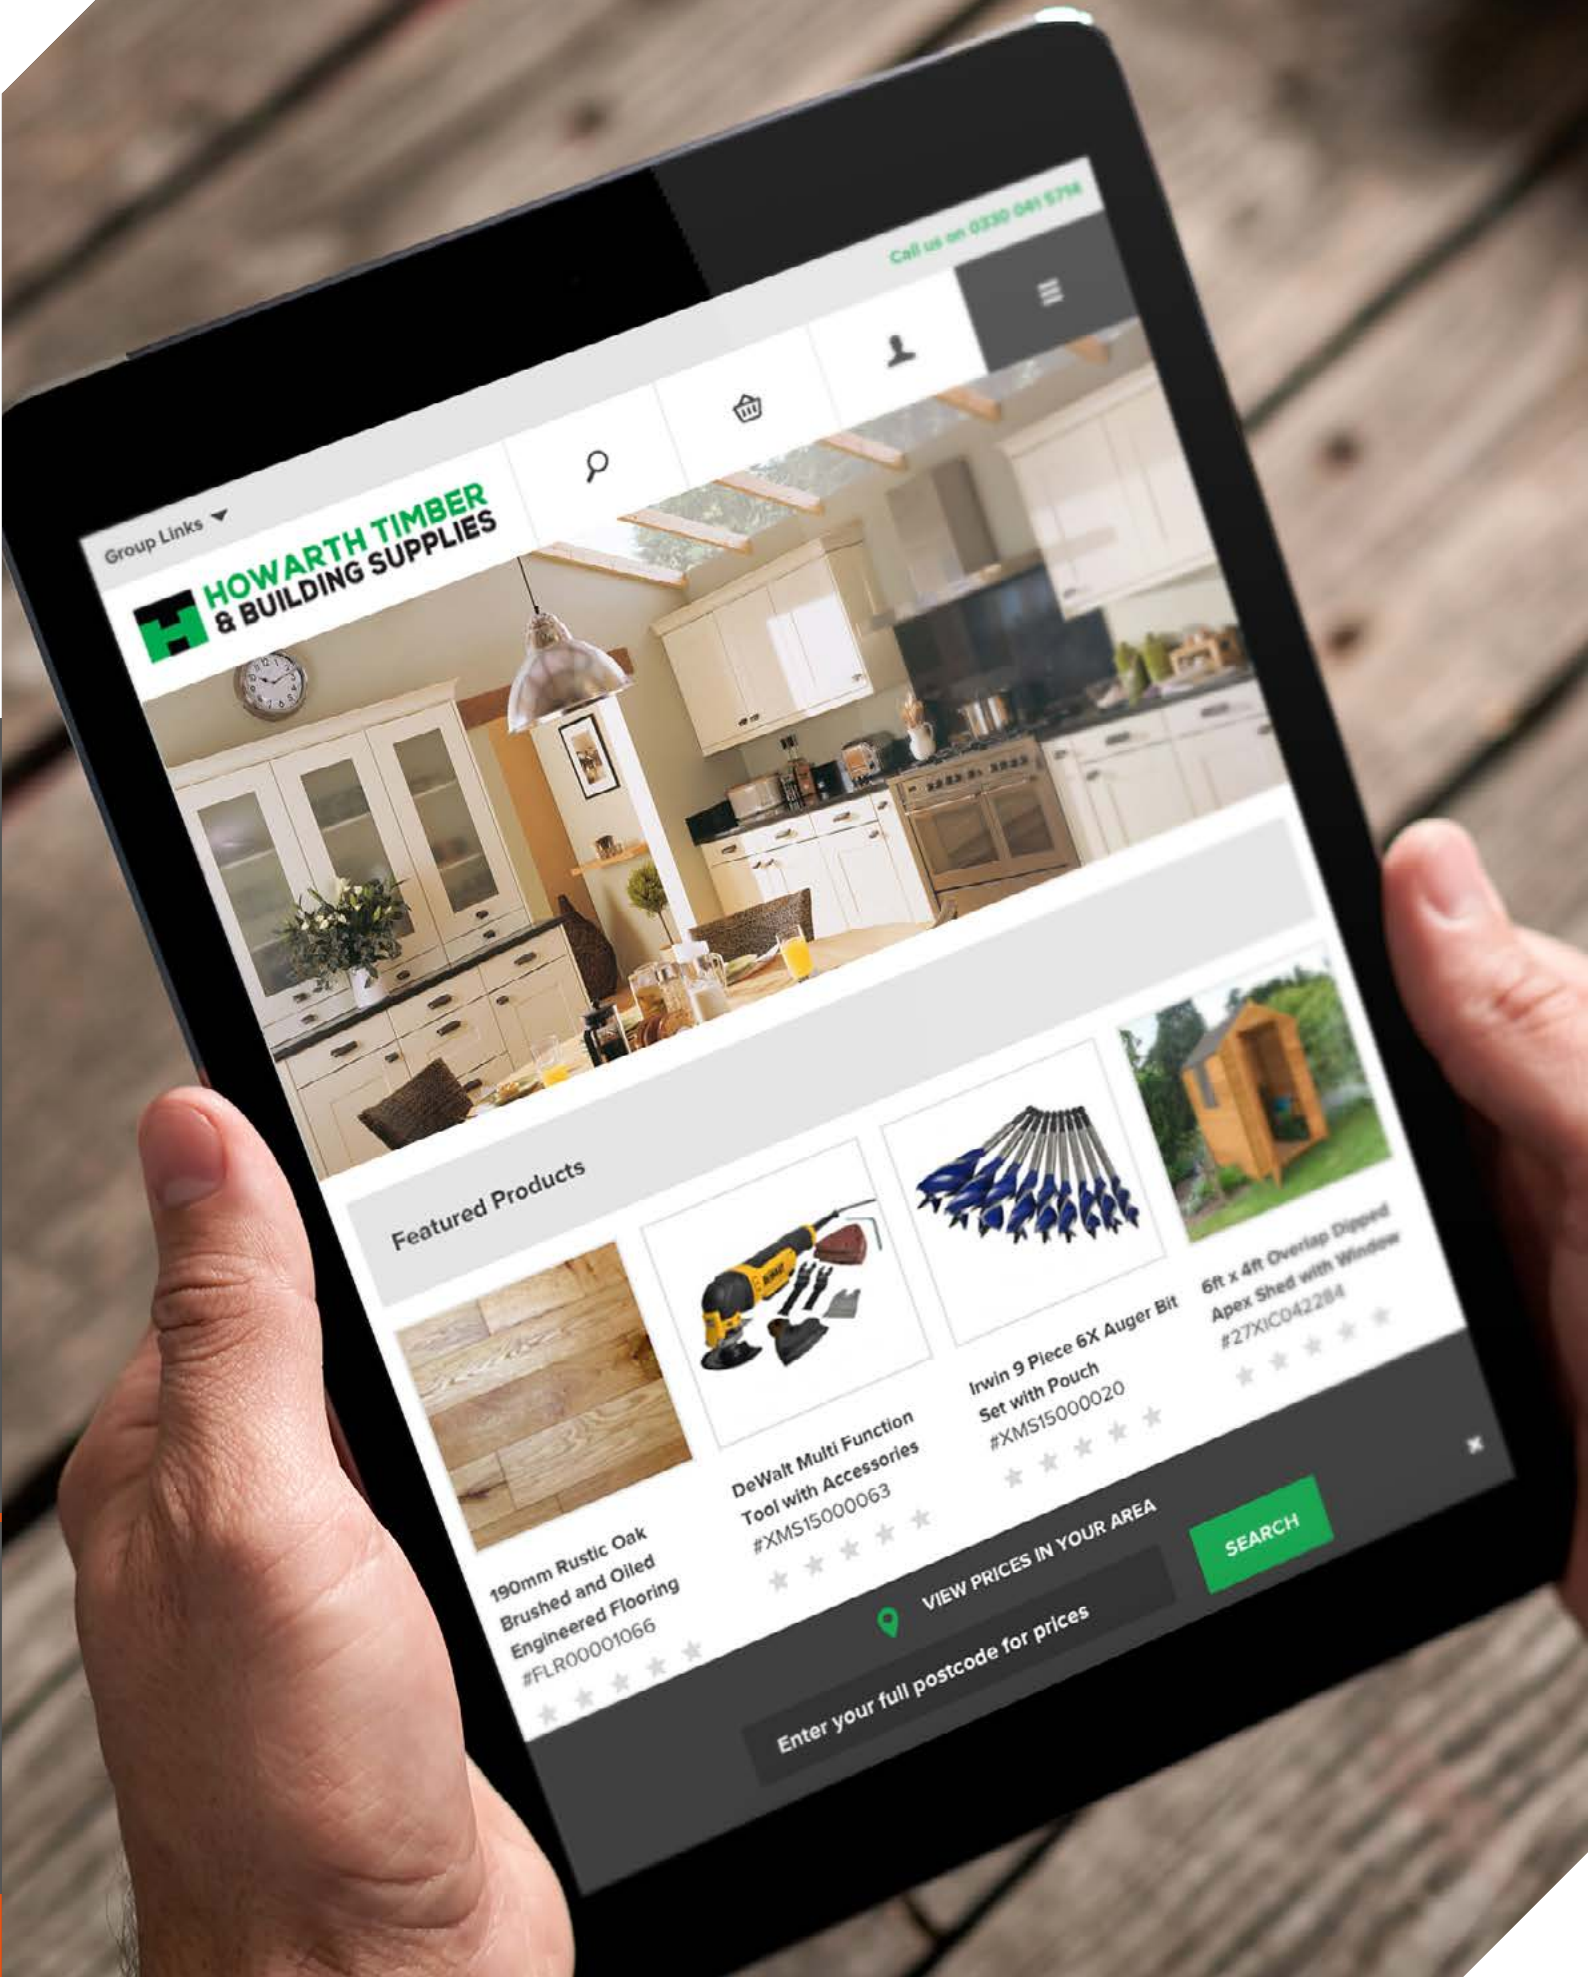 Call us on 0330 041 5714
Group Links
HOWARTH TIMBER
& BUILDING SUPPLIES
Featured Products
190mm Rustic Oak
Brushed and Oiled
Engineered Flooring
#FLR00001066
DEWALT
DeWalt Multi Function
Tool with Accessories
#XMS15000063
Irwin 9 Piece 6X Auger Bit
Set with Pouch
#XMS15000020
6ft x 4ft Overlap Dipped
Apex Shed with Window
#27XIC042284
VIEW PRICES IN YOUR AREA
Enter your full postcode for prices
SEARCH